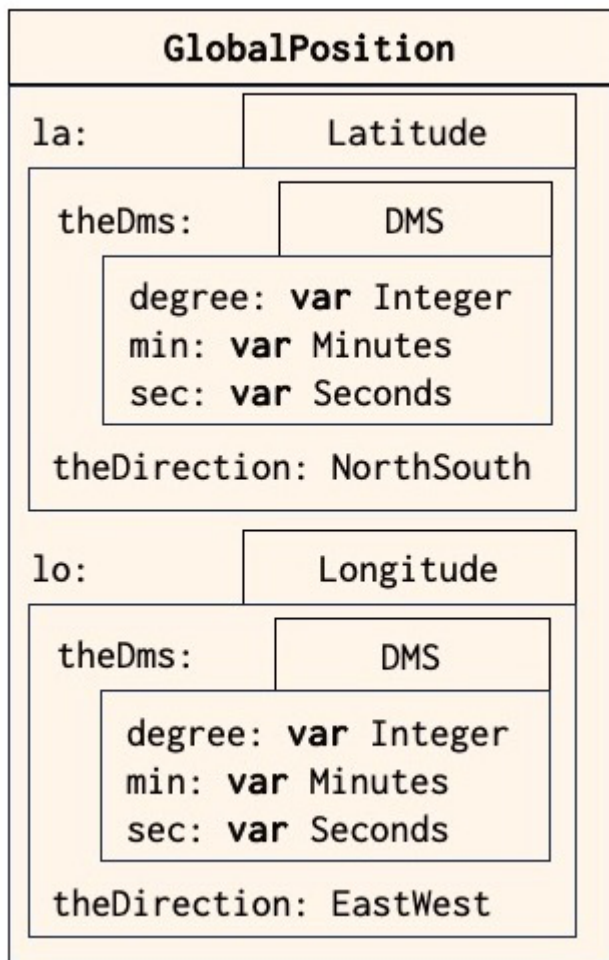 GlobalPosition
la: Latitude
theDms: DMS
degree: var Integer
min: var Minutes
sec: var Seconds
theDirection: NorthSouth
lo: Longitude
theDms: DMS
degree: var Integer
min: var Minutes
sec: var Seconds
theDirection: EastWest